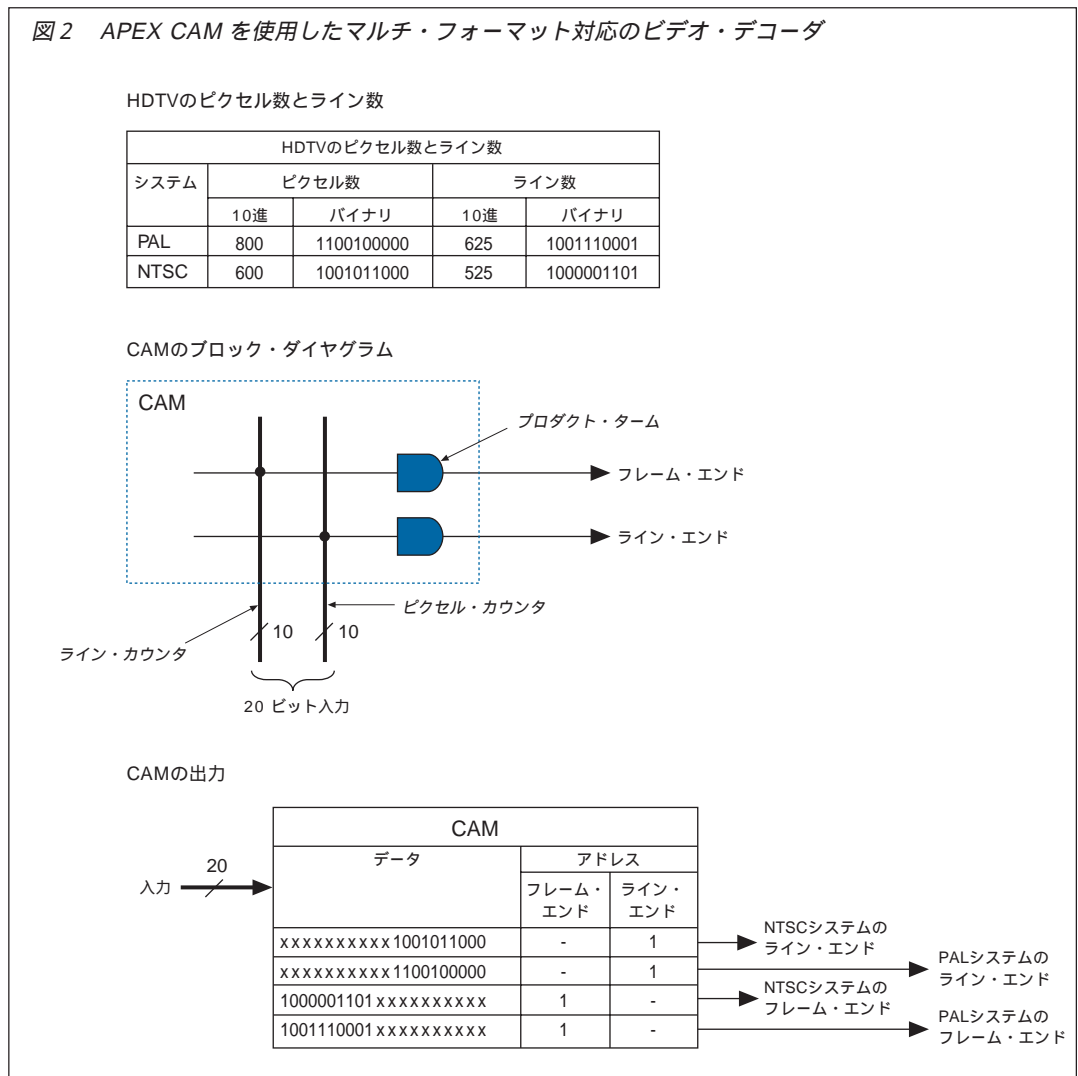 図2 APEX CAM を使用したマルチ・フォーマット対応のビデオ・デコーダ
HDTVのピクセル数とライン数
HDTVのピクセル数とライン数
システム ピクセル数 ライン数
10進 バイナリ 10進 バイナリ
PAL 800 1100100000 625 1001110001
NTSC 600 1001011000 525 1000001101
CAMのブロック・ダイヤグラム
CAM
プロダクト・ターム
フレーム・エンド
ライン・エンド
ピクセル・カウンタ
10 10
ライン・カウンタ
20 ビット入力
CAMの出力
CAM
データ アドレス
入力 20
フレーム・エンド ライン・エンド
xxxxxxxxxx1001011000 - 1
NTSCシステムの
ライン・エンド
xxxxxxxxxx1100100000 - 1
PALシステムの
ライン・エンド
1000001101xxxxxxxxxx 1 -
NTSCシステムの
フレーム・エンド
1001110001xxxxxxxxxx 1 -
PALシステムの
フレーム・エンド